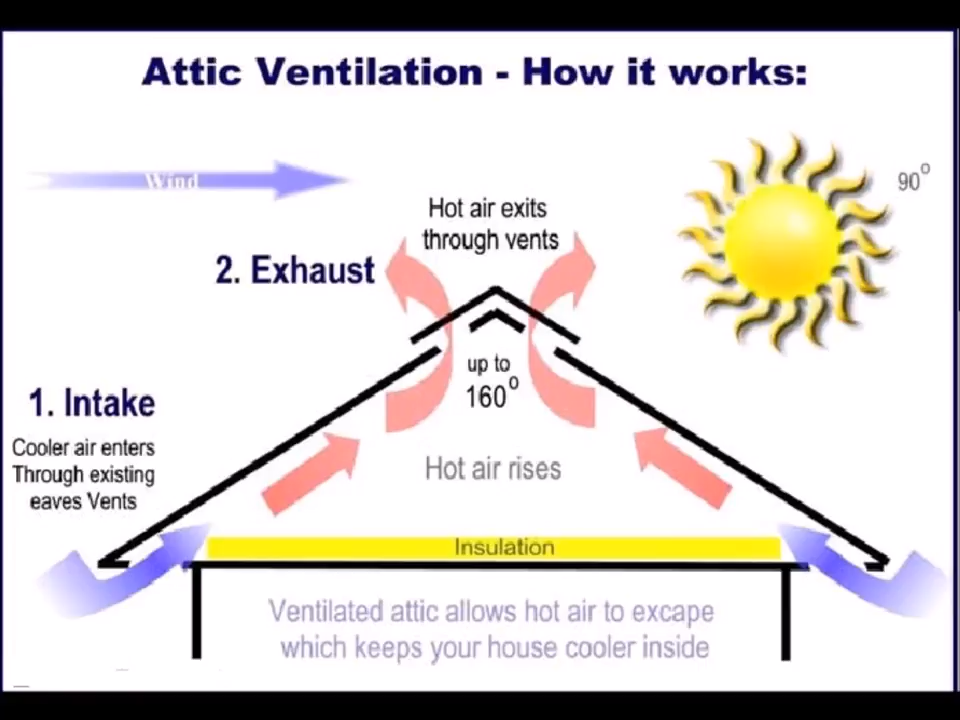 Attic Ventilation - How it works:
Wind
90°
Hot air exits
through vents
2. Exhaust
up to
160°
1. Intake
Cooler air enters
Through existing
eaves Vents
Hot air rises
Insulation
Ventilated attic allows hot air to excape
which keeps your house cooler inside